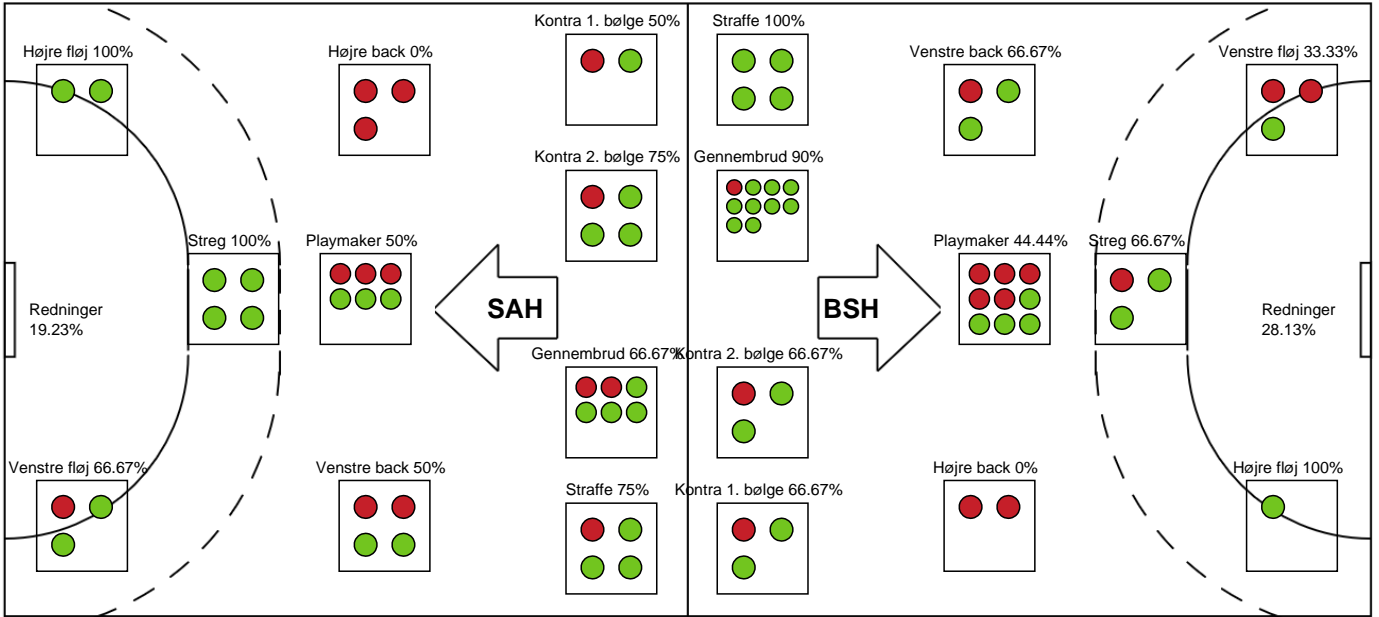 Kontra 1. bølge 50%
Straffe 100%
Højre fløj 100%
Højre back 0%
Venstre back 66.67%
Venstre fløj 33.33%
Kontra 2. bølge 75%
Gennembrud 90%
Streg 100%
Playmaker 50%
Playmaker 44.44%
Streg 66.67%
Redninger
19.23%
SAH
BSH
Redninger
28.13%
Gennembrud 66.67%
Kontra 2. bølge 66.67%
Venstre fløj 66.67%
Venstre back 50%
Højre back 0%
Højre fløj 100%
Straffe 75%
Kontra 1. bølge 66.67%